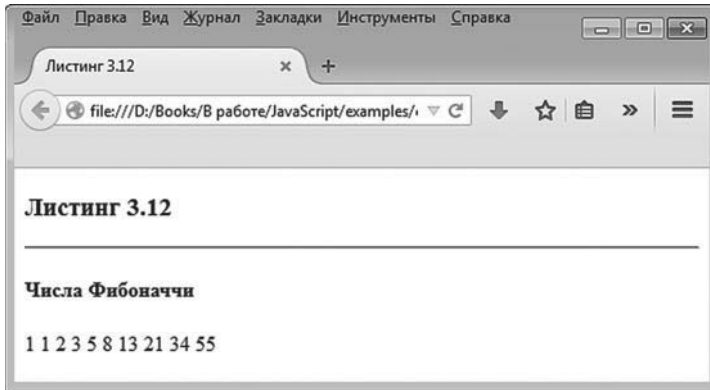 Файл Правка Вид Журнал Закладки Инструменты Справка
Листинг 3.12
file:///D:/Books/В работе/JavaScript/examples/
Листинг 3.12
Числа Фибоначчи
1 1 2 3 5 8 13 21 34 55